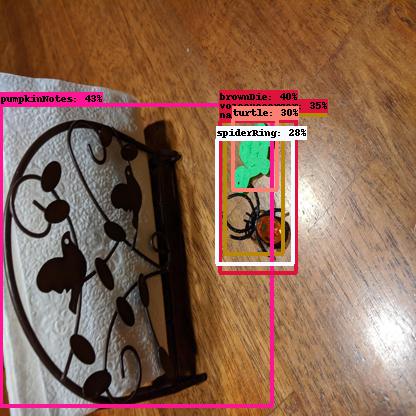 pumpkinNotes: 43%
brownDie: 40%
35%
turtle: 30%
spiderRing: 28%